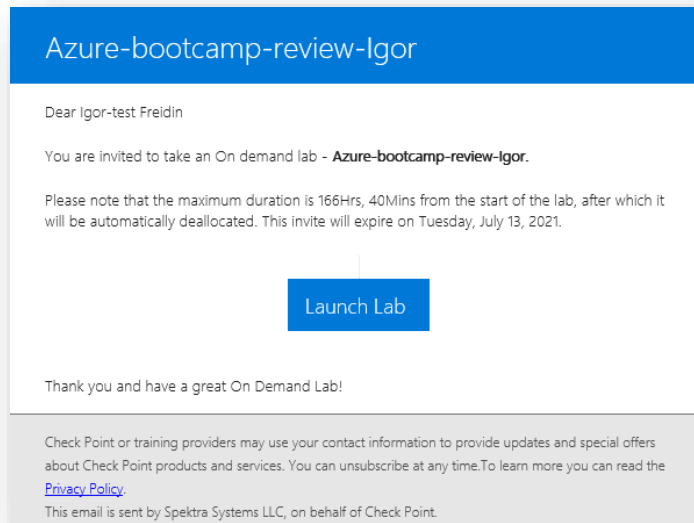 Azure-bootcamp-review-Igor
Dear Igor-test Freidin
You are invited to take an On demand lab - Azure-bootcamp-review-Igor.
Please note that the maximum duration is 166Hrs, 40Mins from the start of the lab, after which it
will be automatically deallocated. This invite will expire on Tuesday, July 13, 2021.
Launch Lab
Thank you and have a great On Demand Lab!
Check Point or training providers may use your contact information to provide updates and special offers
about Check Point products and services. You can unsubscribe at any time.To learn more you can read the
Privacy Policy.
This email is sent by Spektra Systems LLC, on behalf of Check Point.